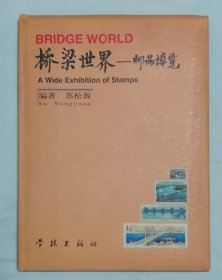 BRIDGE WORLD
桥梁世界—邮品博览
A Wide Exhibition of Stamps
编著 苏松源
Su Songyuan
学林出版社